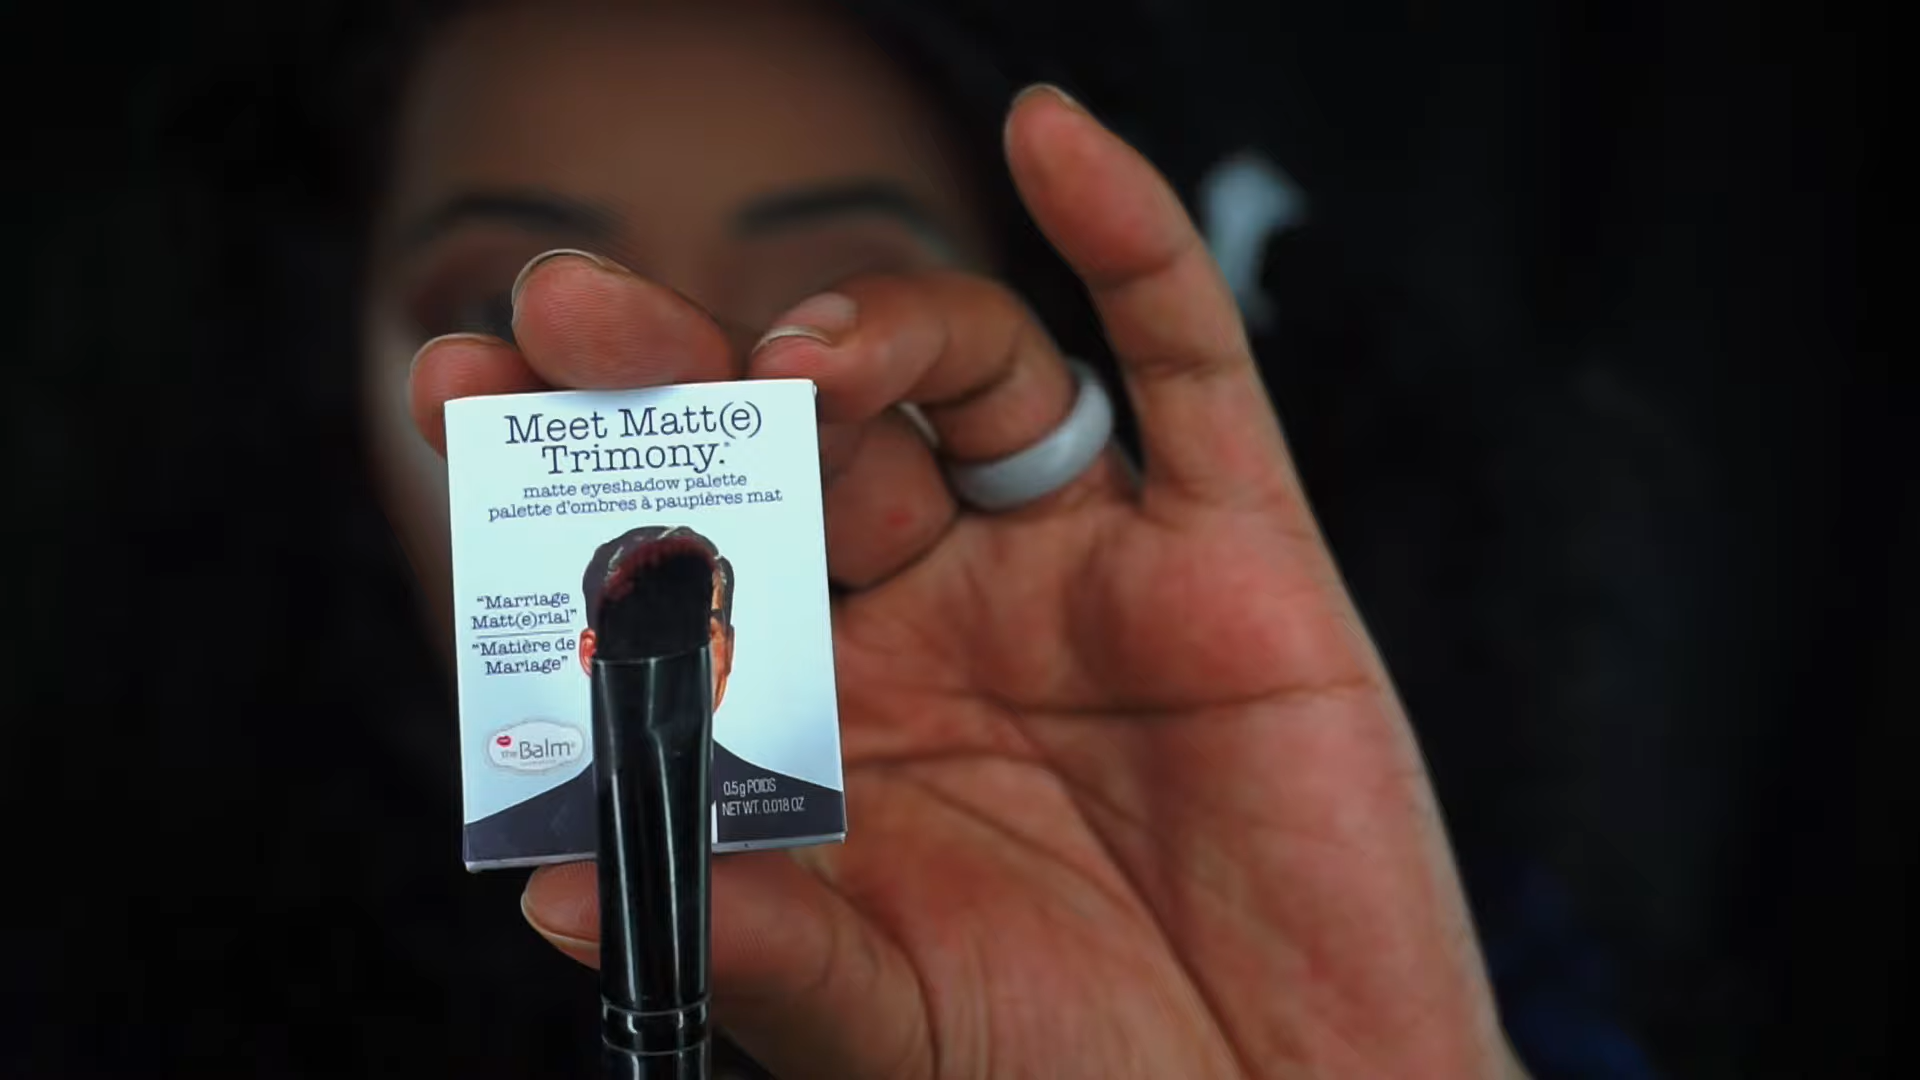 Meet Matt(e)
Trimony.®
matte eyeshadow palette
palette d'ombres à paupières mat
"Marriage
Matt(e)rial"
"Matière de
Mariage"
theBalm®
0.5g POIDS
NET WT. 0.018 OZ